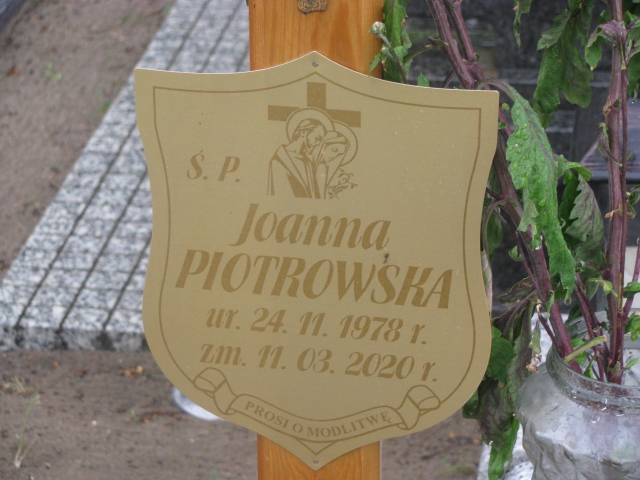 Ś. P.
Joanna
PIOTROWSKA
ur. 24. 11. 1978 r.
zm. 11. 03. 2020 r.
PROSI O MODLITWĘ